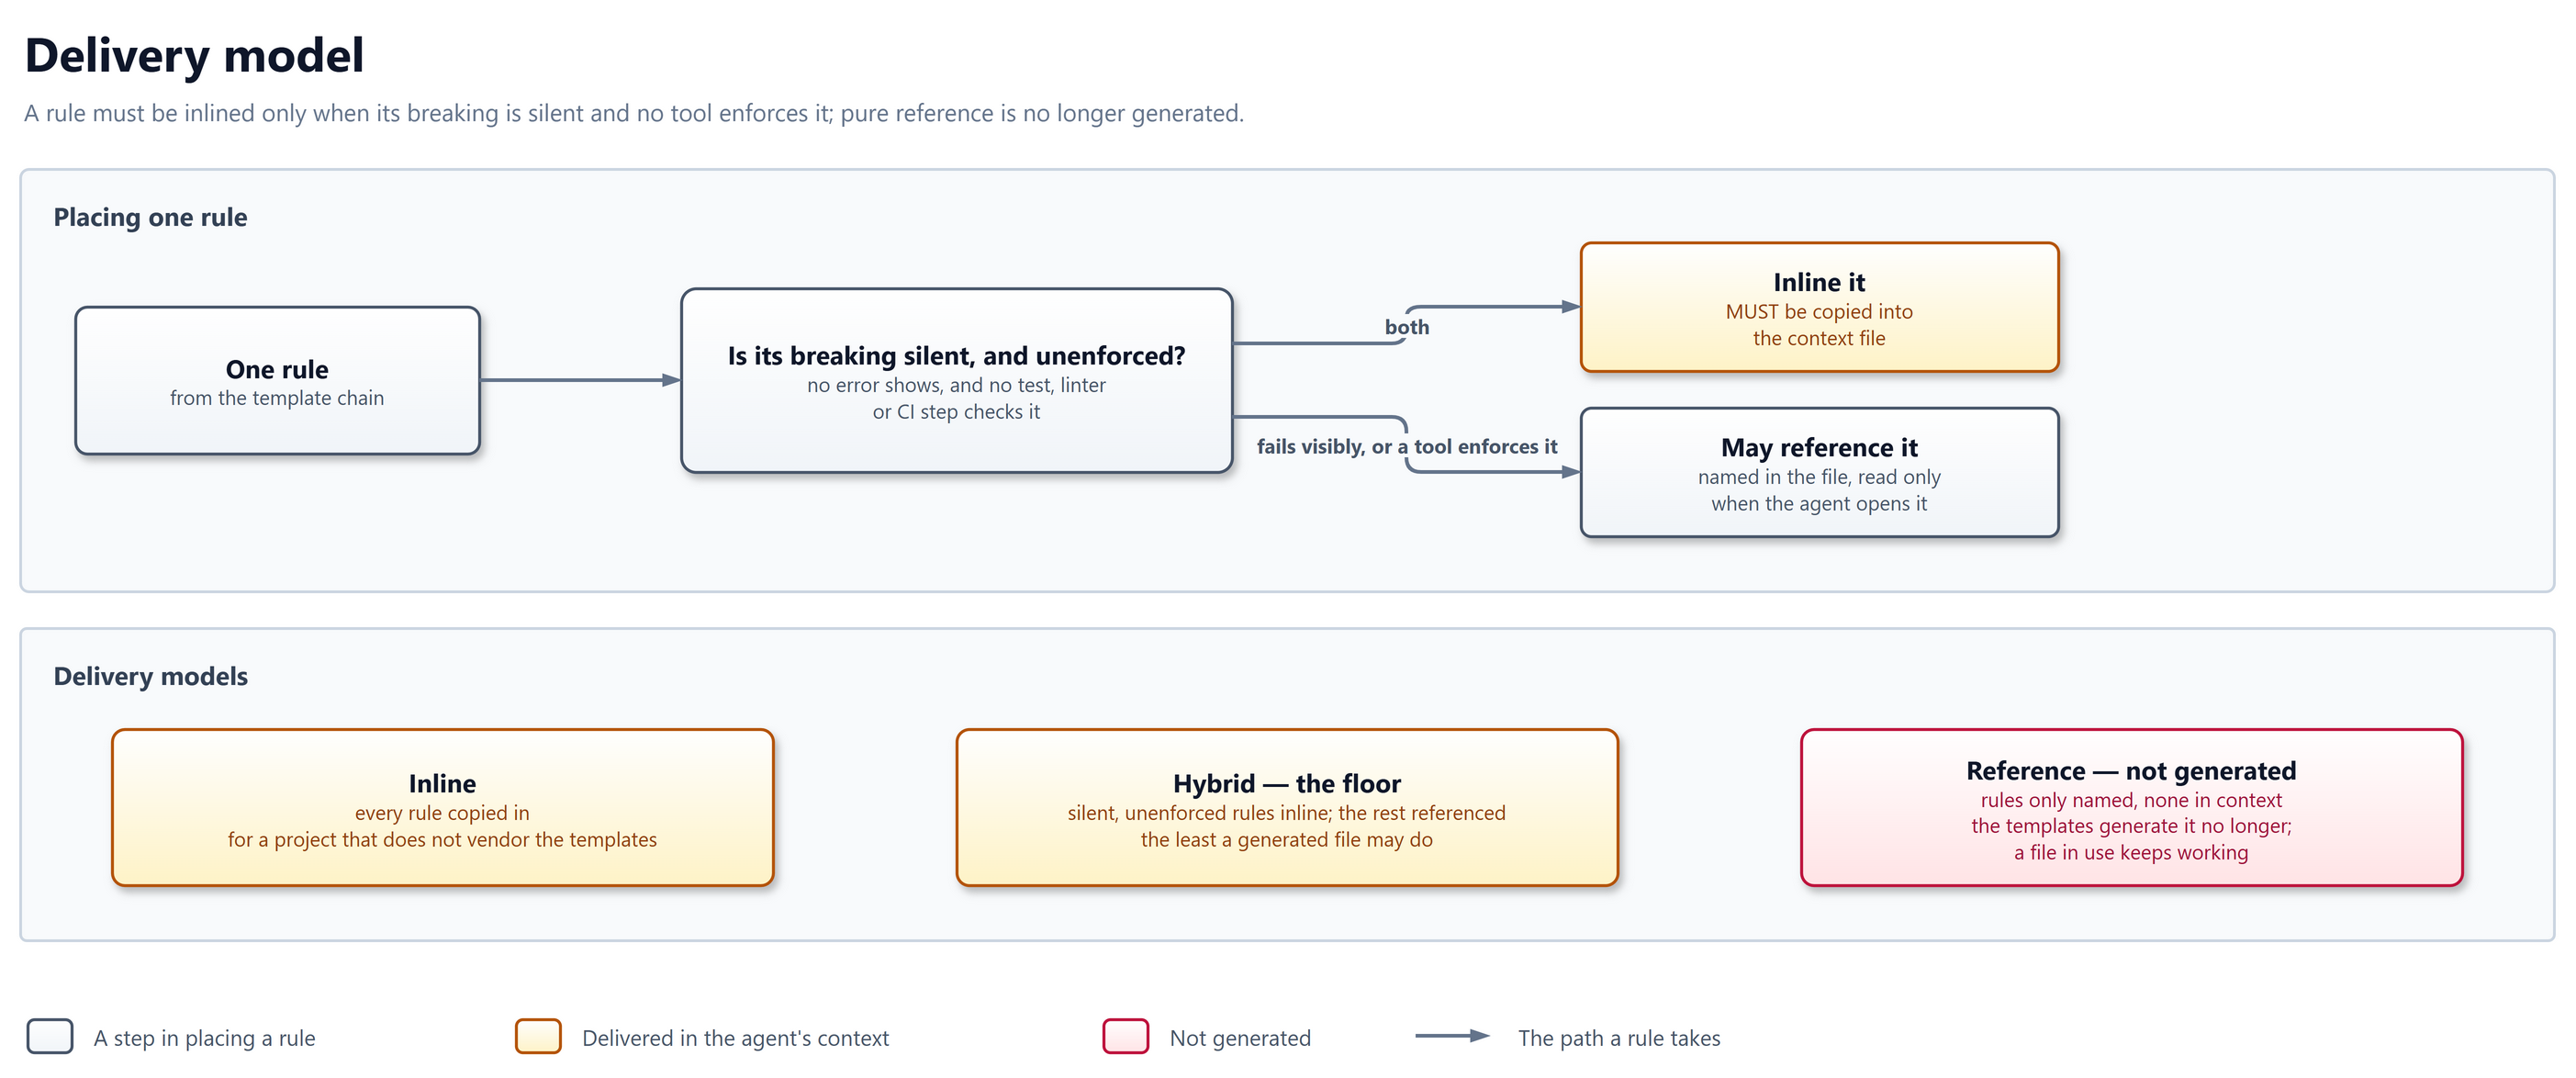 Delivery model
A rule must be inlined only when its breaking is silent and no tool enforces it; pure reference is no longer generated.
Placing one rule
One rule
from the template chain
Is its breaking silent, and unenforced?
no error shows, and no test, linter
or CI step checks it
both
fails visibly, or a tool enforces it
Inline it
MUST be copied into
the context file
May reference it
named in the file, read only
when the agent opens it
Delivery models
Inline
every rule copied in
for a project that does not vendor the templates
Hybrid — the floor
silent, unenforced rules inline; the rest referenced
the least a generated file may do
Reference — not generated
rules only named, none in context
the templates generate it no longer;
a file in use keeps working
A step in placing a rule
Delivered in the agent's context
Not generated
The path a rule takes